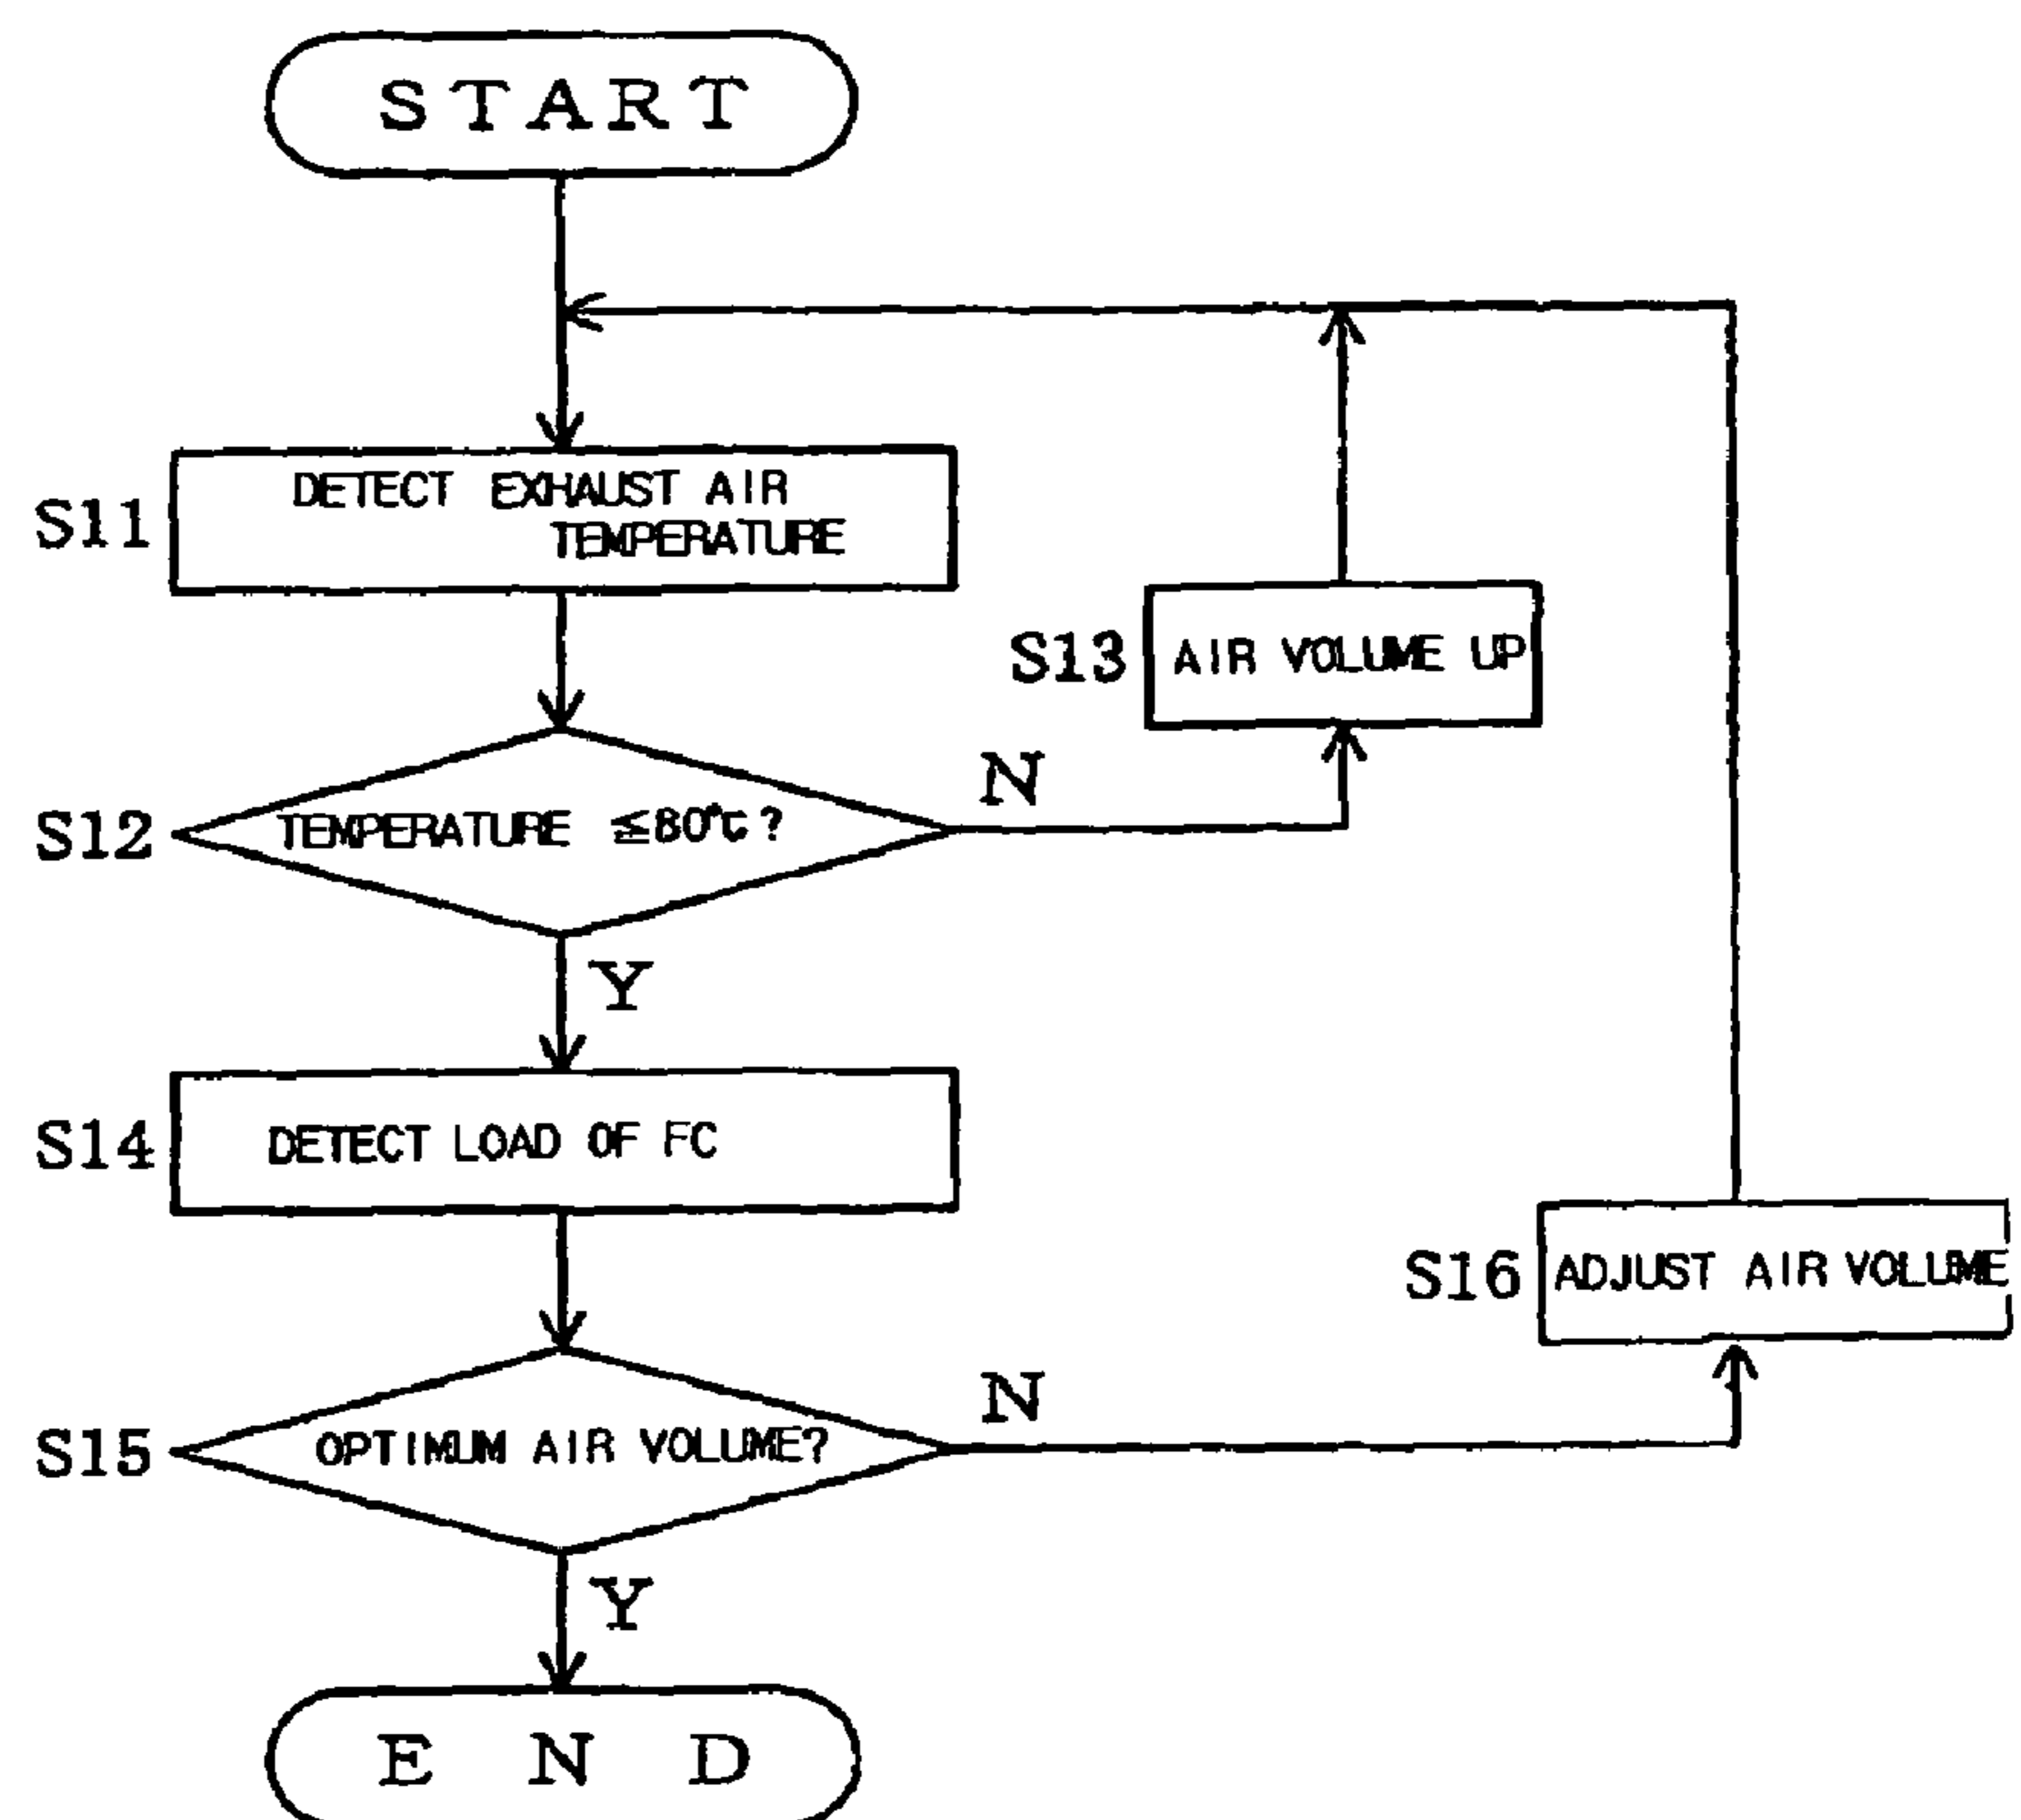 START
S11
DETECT EXHAUST AIR
TEMPERATURE
S13
AIR VOLUME UP
S12
TEMPERATURE ≤80℃?
N
Y
S14
DETECT LOAD OF FC
S16
ADJUST AIR VOLUME
S15
OPTIMUM AIR VOLUME?
N
Y
END